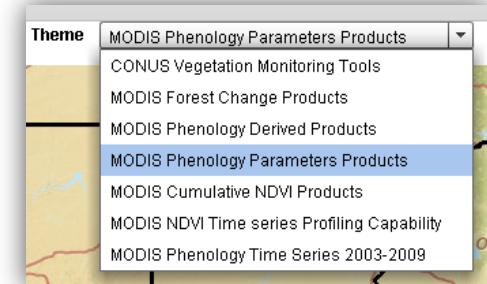 Theme MODIS Phenology Parameters Products
CONUS Vegetation Monitoring Tools
MODIS Forest Change Products
MODIS Phenology Derived Products
MODIS Phenology Parameters Products
MODIS Cumulative NDVI Products
MODIS NDVI Time series Profiling Capability
MODIS Phenology Time Series 2003-2009